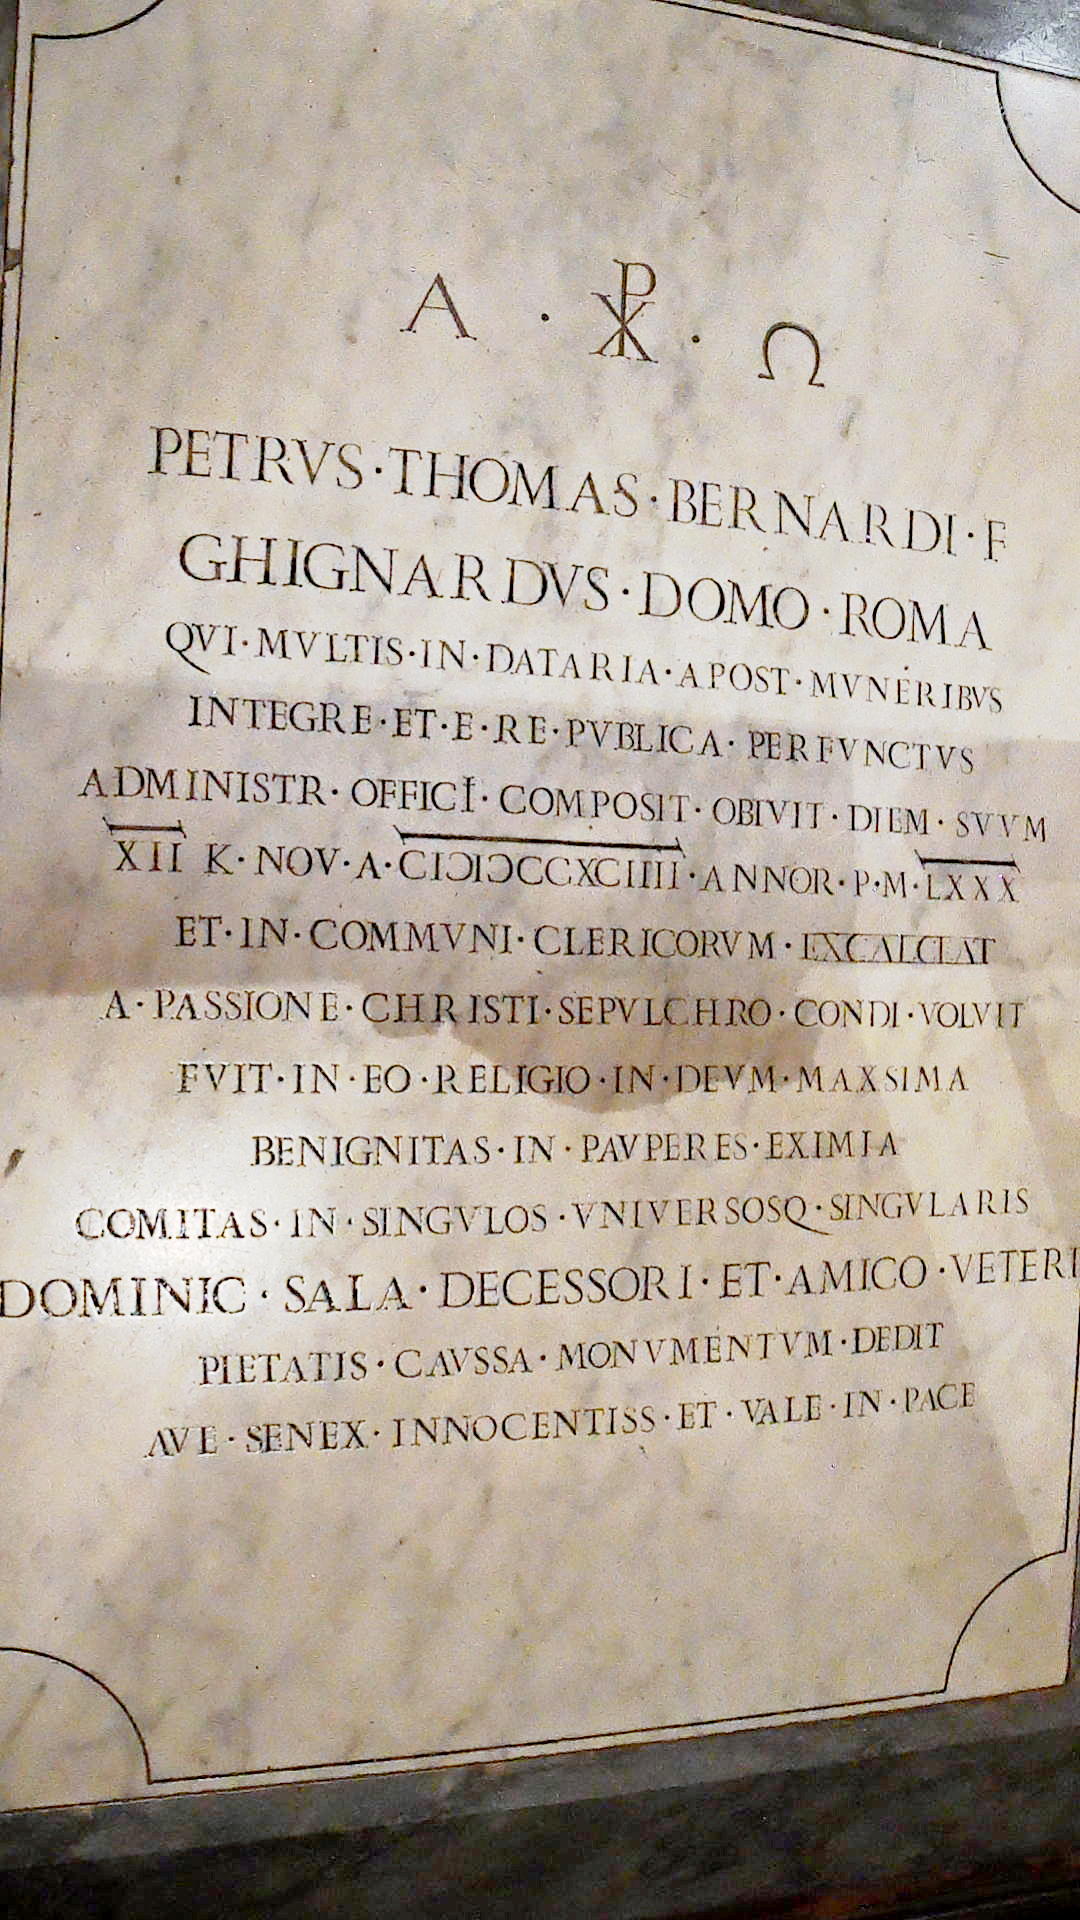 A · ☧ · Ω
PETRVS · THOMAS · BERNARDI · F
GHIGNARDVS · DOMO · ROMA
QVI · MVLTIS · IN · DATARIA · APOST · MVNERIBVS
INTEGRE · ET · E · RE · PVBLICA · PERFVNCTVS
ADMINISTR · OFFICI · COMPOSIT · OBIVIT · DIEM · SVVM
XII K · NOV · A · CIↃIↃCCXCIIII · ANNOR · P · M · LXXX
ET · IN · COMMVNI · CLERICORVM · EXCALCIAT
A · PASSIONE · CHRISTI · SEPVLCHRO · CONDI · VOLVIT
FVIT · IN · EO · RELIGIO · IN · DEVM · MAXSIMA
BENIGNITAS · IN · PAVPERES · EXIMIA
COMITAS · IN · SINGVLOS · VNIVERSOSQ · SINGVLARIS
DOMINIC · SALA · DECESSORI · ET · AMICO · VETERI
PIETATIS · CAVSSA · MONVMENTVM · DEDIT
AVE · SENEX · INNOCENTISS · ET · VALE · IN · PACE